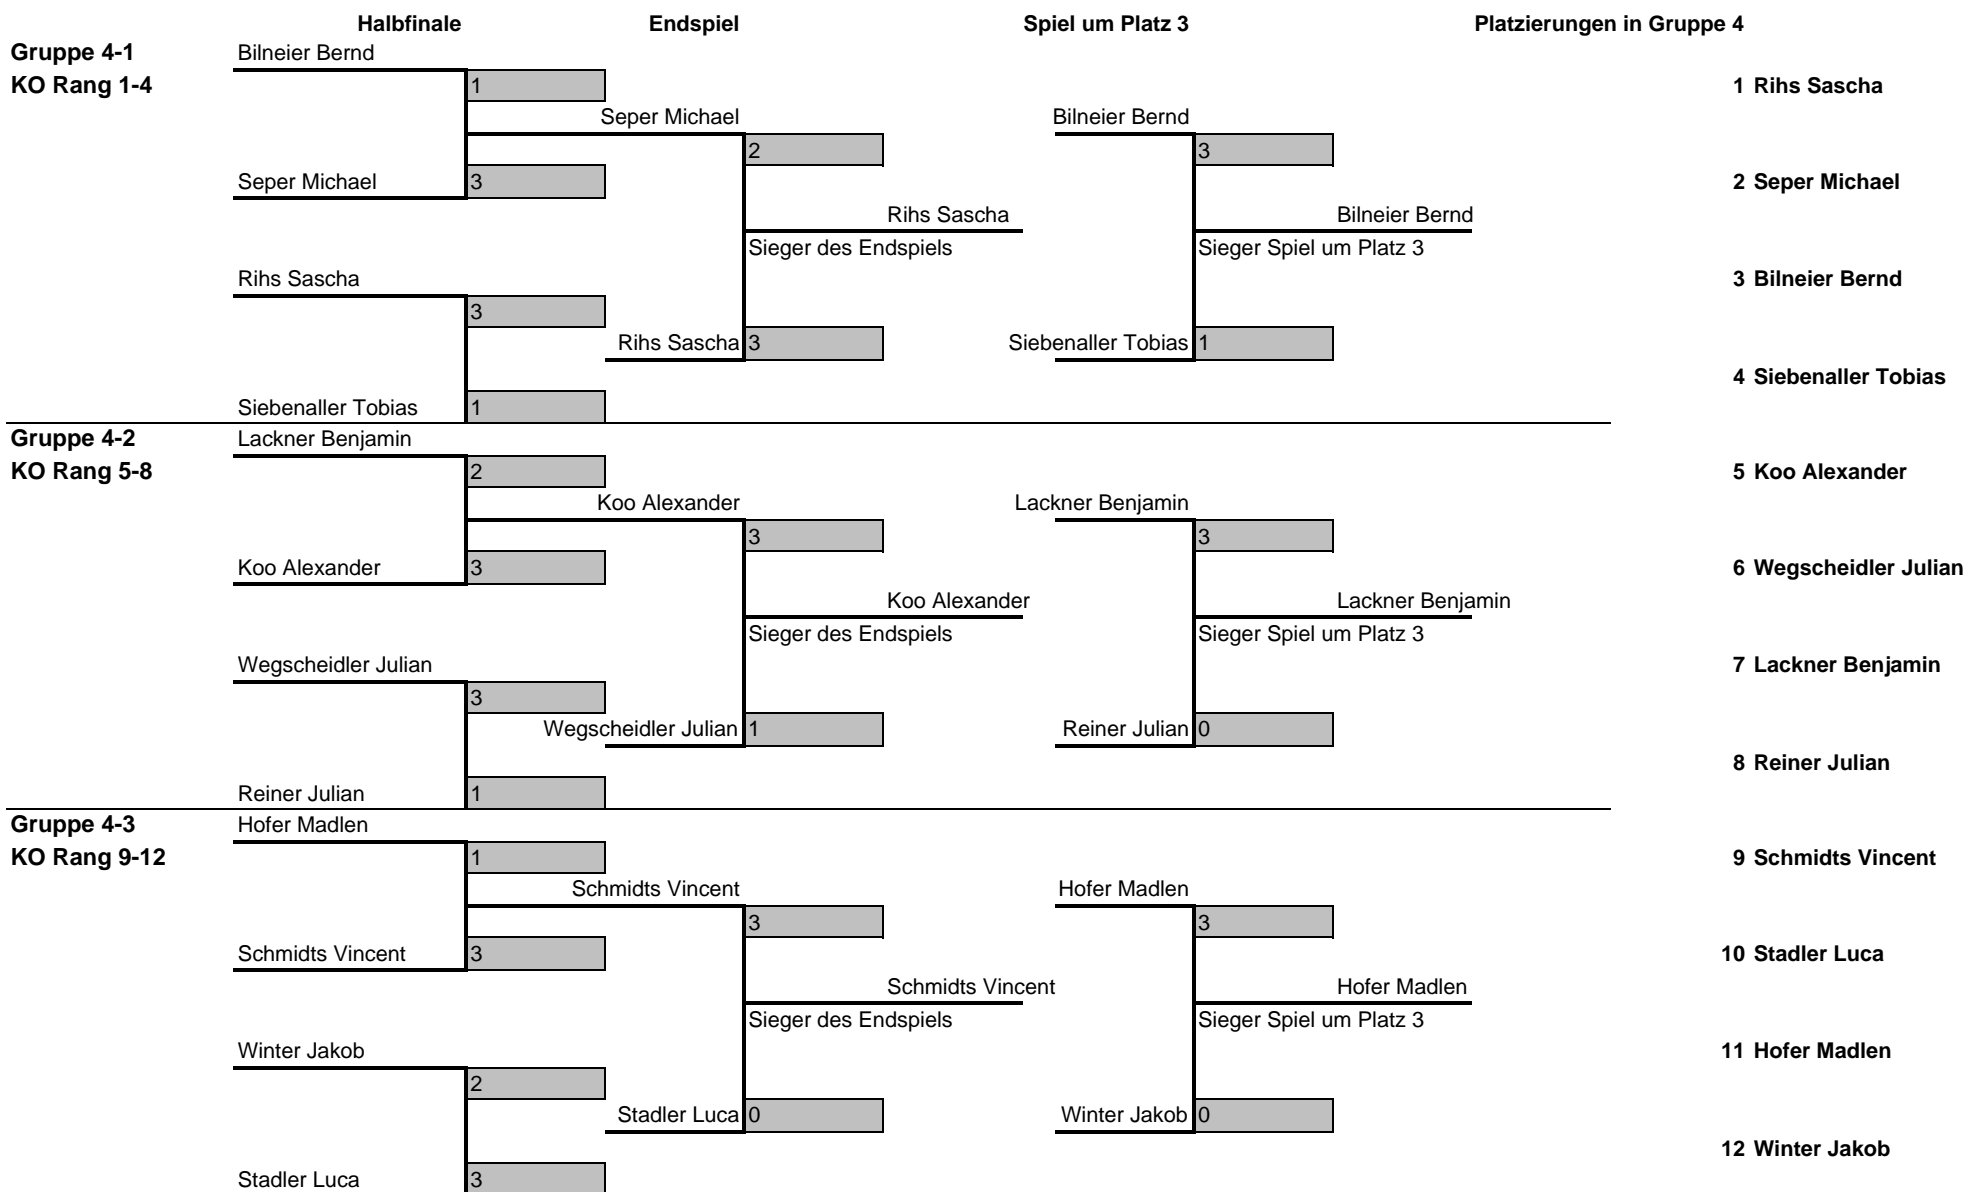 Halbfinale Endspiel Spiel um Platz 3 Platzierungen in Gruppe 4
Gruppe 4-1 Bilneier Bernd
KO Rang 1-4 1 1 Rihs Sascha
Seper Michael Bilneier Bernd
2 3
Seper Michael 3 2 Seper Michael
Rihs Sascha Bilneier Bernd
Sieger des Endspiels Sieger Spiel um Platz 3
Rihs Sascha 3 Bilneier Bernd
3
Rihs Sascha 3 Siebenaller Tobias 1
4 Siebenaller Tobias
Siebenaller Tobias 1
Gruppe 4-2 Lackner Benjamin
KO Rang 5-8 2 5 Koo Alexander
Koo Alexander Lackner Benjamin
3 3
Koo Alexander 3 6 Wegscheidler Julian
Koo Alexander Lackner Benjamin
Sieger des Endspiels Sieger Spiel um Platz 3
Wegscheidler Julian 7 Lackner Benjamin
3
Wegscheidler Julian 1 Reiner Julian 0
8 Reiner Julian
Reiner Julian 1
Gruppe 4-3 Hofer Madlen
KO Rang 9-12 1 9 Schmidts Vincent
Schmidts Vincent Hofer Madlen
3 3
Schmidts Vincent 3 10 Stadler Luca
Schmidts Vincent Hofer Madlen
Sieger des Endspiels Sieger Spiel um Platz 3
Winter Jakob 11 Hofer Madlen
2
Stadler Luca 0 Winter Jakob 0
12 Winter Jakob
Stadler Luca 3